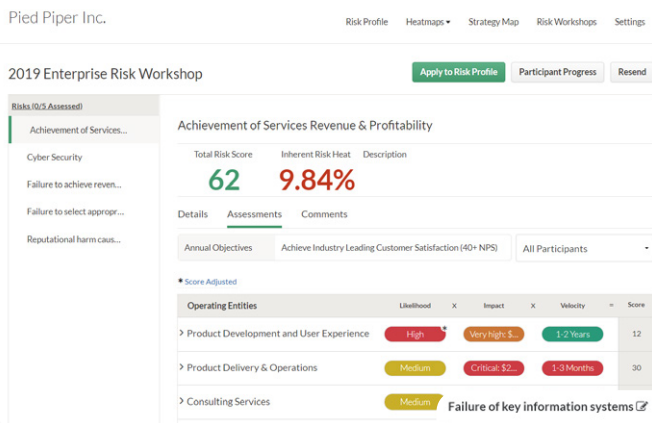 Pied Piper Inc.
Risk Profile Heatmaps Strategy Map Risk Workshops Settings
2019 Enterprise Risk Workshop
Apply to Risk Profile Participant Progress Resend
Risks (0/5 Assessed)
Achievement of Services...
Cyber Security
Failure to achieve reven...
Failure to select appropr...
Reputational harm caus...
Achievement of Services Revenue & Profitability
Total Risk Score Inherent Risk Heat Description
62 9.84%
Details Assessments Comments
Annual Objectives Achieve Industry Leading Customer Satisfaction (40+ NPS) All Participants
* Score Adjusted
Operating Entities Likelihood X Impact X Velocity = Score
> Product Development and User Experience High * Very high: $... 1-2 Years 12
> Product Delivery & Operations Medium Critical: $2... 1-3 Months 30
> Consulting Services Medium
Failure of key information systems